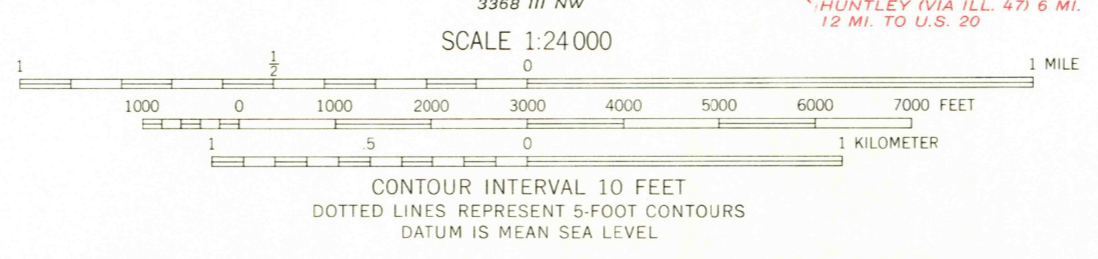 3368 III NW
HUNTLEY (VIA ILL. 47) 6 MI.
12 MI. TO U.S. 20
SCALE 1:24 000
1 1/2 0 1 MILE
1000 0 1000 2000 3000 4000 5000 6000 7000 FEET
1 .5 0 1 KILOMETER
CONTOUR INTERVAL 10 FEET
DOTTED LINES REPRESENT 5-FOOT CONTOURS
DATUM IS MEAN SEA LEVEL